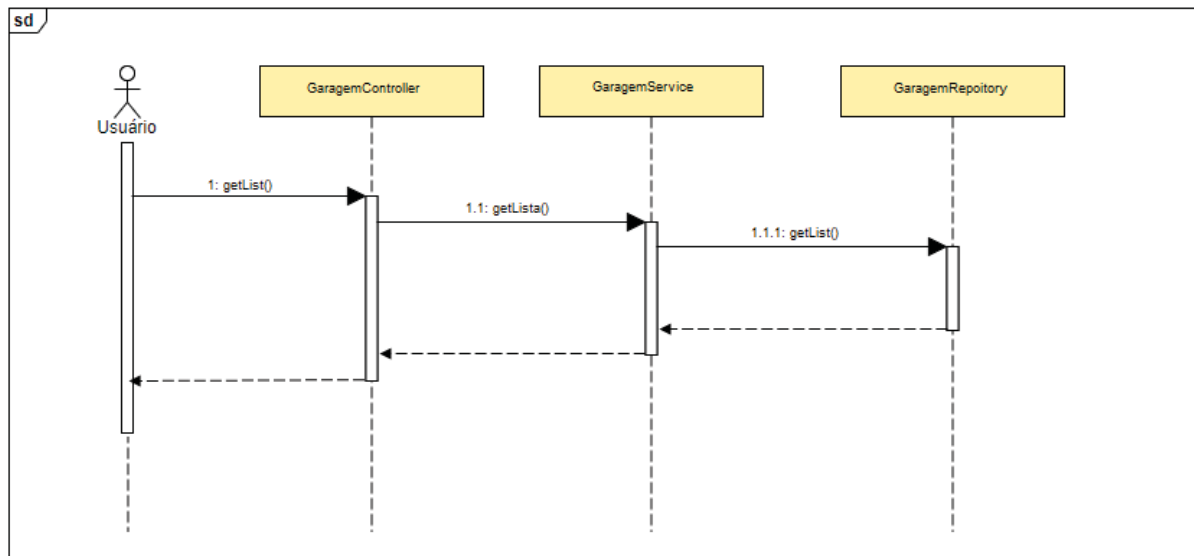 sd
Usuário
GaragemController
GaragemService
GaragemRepoitory
1: getList()
1.1: getLista()
1.1.1: getList()